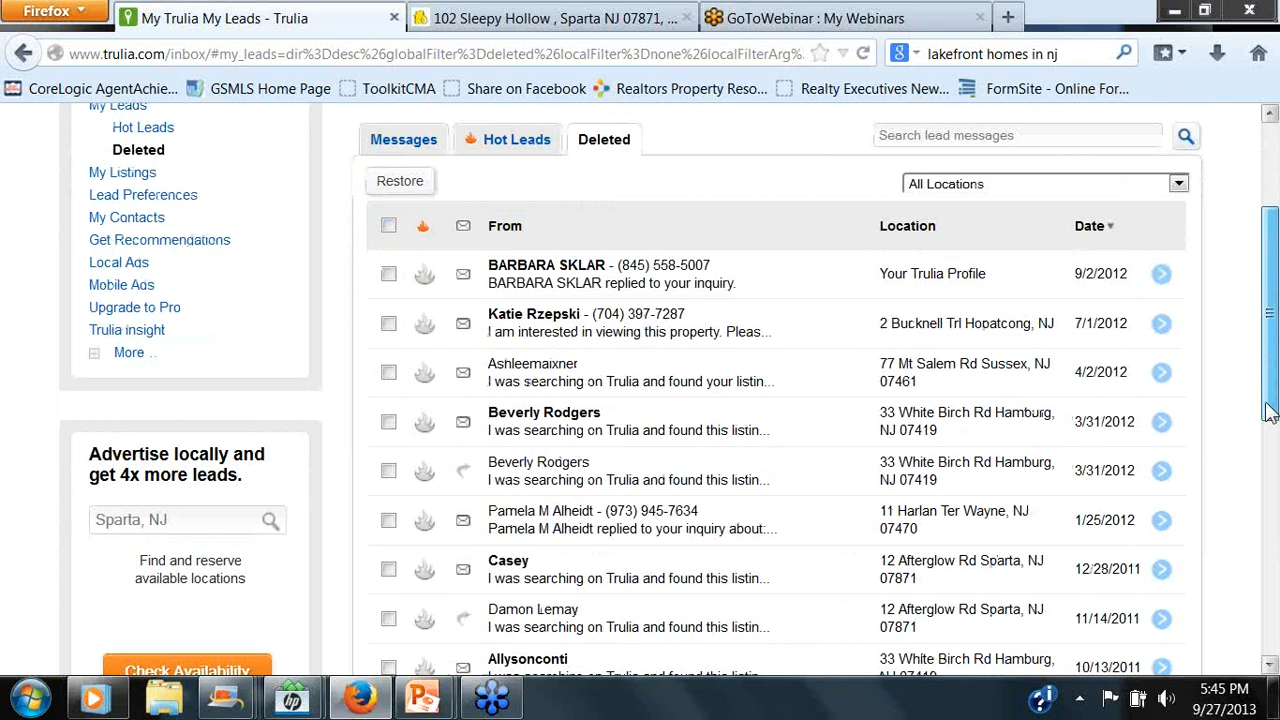 Firefox
My Trulia My Leads - Trulia
102 Sleepy Hollow , Sparta NJ 07871, ...
GoToWebinar : My Webinars
www.trulia.com/inbox/#my_leads=dir%3Ddesc%26globalFilter%3Ddeleted%26localFilter%3Dnone%26localFilterArg%
lakefront homes in nj
CoreLogic AgentAchie...
GSMLS Home Page
ToolkitCMA
Share on Facebook
Realtors Property Reso...
Realty Executives New...
FormSite - Online For...
My Leads
Hot Leads
Deleted
My Listings
Lead Preferences
My Contacts
Get Recommendations
Local Ads
Mobile Ads
Upgrade to Pro
Trulia insight
More ..
Advertise locally and
get 4x more leads.
Sparta, NJ
Find and reserve
available locations
Check Availability
Messages
Hot Leads
Deleted
Search lead messages
Restore
All Locations
From Location Date
BARBARA SKLAR - (845) 558-5007
BARBARA SKLAR replied to your inquiry.
Your Trulia Profile
9/2/2012
Katie Rzepski - (704) 397-7287
I am interested in viewing this property. Pleas...
2 Bucknell Trl Hopatcong, NJ
7/1/2012
Ashleemaixner
I was searching on Trulia and found your listin...
77 Mt Salem Rd Sussex, NJ
07461
4/2/2012
Beverly Rodgers
I was searching on Trulia and found this listin...
33 White Birch Rd Hamburg,
NJ 07419
3/31/2012
Beverly Rodgers
I was searching on Trulia and found this listin...
33 White Birch Rd Hamburg,
NJ 07419
3/31/2012
Pamela M Alheidt - (973) 945-7634
Pamela M Alheidt replied to your inquiry about:...
11 Harlan Ter Wayne, NJ
07470
1/25/2012
Casey
I was searching on Trulia and found this listin...
12 Afterglow Rd Sparta, NJ
07871
12/28/2011
Damon Lemay
I was searching on Trulia and found this listin...
12 Afterglow Rd Sparta, NJ
07871
11/14/2011
Allysonconti
I was searching on Trulia and found this listin...
33 White Birch Rd Hamburg,
NJ 07419
10/13/2011
5:45 PM
9/27/2013